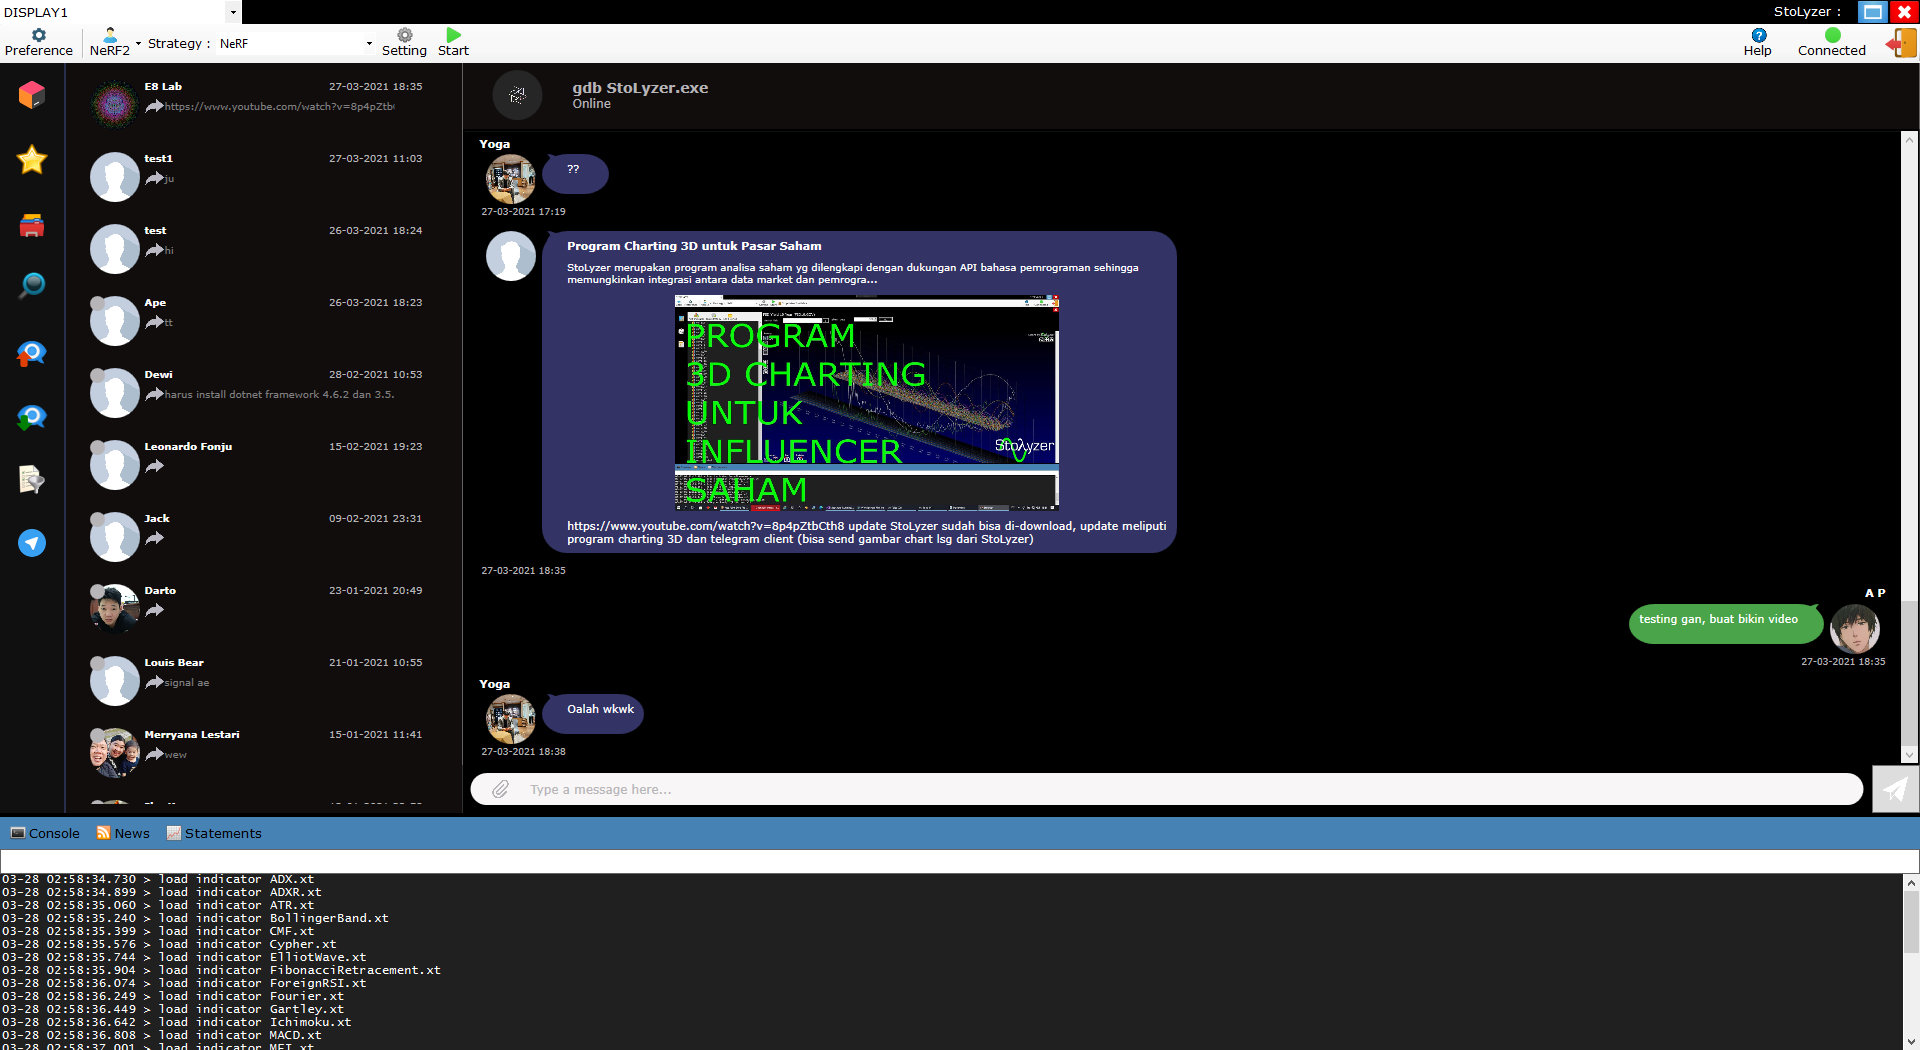 DISPLAY1
StoLyzer :
Preference
NeRF2
Strategy :
NeRF
Setting
Start
Help
Connected
E8 Lab
27-03-2021 18:35
https://www.youtube.com/watch?v=8p4pZtb
test1
27-03-2021 11:03
ju
test
26-03-2021 18:24
hi
Ape
26-03-2021 18:23
tt
Dewi
28-02-2021 10:53
harus install dotnet framework 4.6.2 dan 3.5.
Leonardo Fonju
15-02-2021 19:23
Jack
09-02-2021 23:31
Darto
23-01-2021 20:49
Louis Bear
21-01-2021 10:55
signal ae
Merryana Lestari
15-01-2021 11:41
wew
gdb StoLyzer.exe
Online
Yoga
??
27-03-2021 17:19
Program Charting 3D untuk Pasar Saham
StoLyzer merupakan program analisa saham yg dilengkapi dengan dukungan API bahasa pemrograman sehingga
memungkinkan integrasi antara data market dan pemrogra...
PROGRAM
3D CHARTING
UNTUK
INFLUENCER
SAHAM
Stolyzer
https://www.youtube.com/watch?v=8p4pZtbCth8 update StoLyzer sudah bisa di-download, update meliputi
program charting 3D dan telegram client (bisa send gambar chart lsg dari StoLyzer)
27-03-2021 18:35
A P
testing gan, buat bikin video
27-03-2021 18:35
Yoga
Oalah wkwk
27-03-2021 18:38
Type a message here...
Console
News
Statements
03-28 02:58:34.730 > load indicator ADX.xt
03-28 02:58:34.899 > load indicator ADXR.xt
03-28 02:58:35.060 > load indicator ATR.xt
03-28 02:58:35.240 > load indicator BollingerBand.xt
03-28 02:58:35.399 > load indicator CMF.xt
03-28 02:58:35.576 > load indicator Cypher.xt
03-28 02:58:35.744 > load indicator ElliotWave.xt
03-28 02:58:35.904 > load indicator FibonacciRetracement.xt
03-28 02:58:36.074 > load indicator ForeignRSI.xt
03-28 02:58:36.249 > load indicator Fourier.xt
03-28 02:58:36.449 > load indicator Gartley.xt
03-28 02:58:36.642 > load indicator Ichimoku.xt
03-28 02:58:36.808 > load indicator MACD.xt
03-28 02:58:37.001 > load indicator MFI.xt